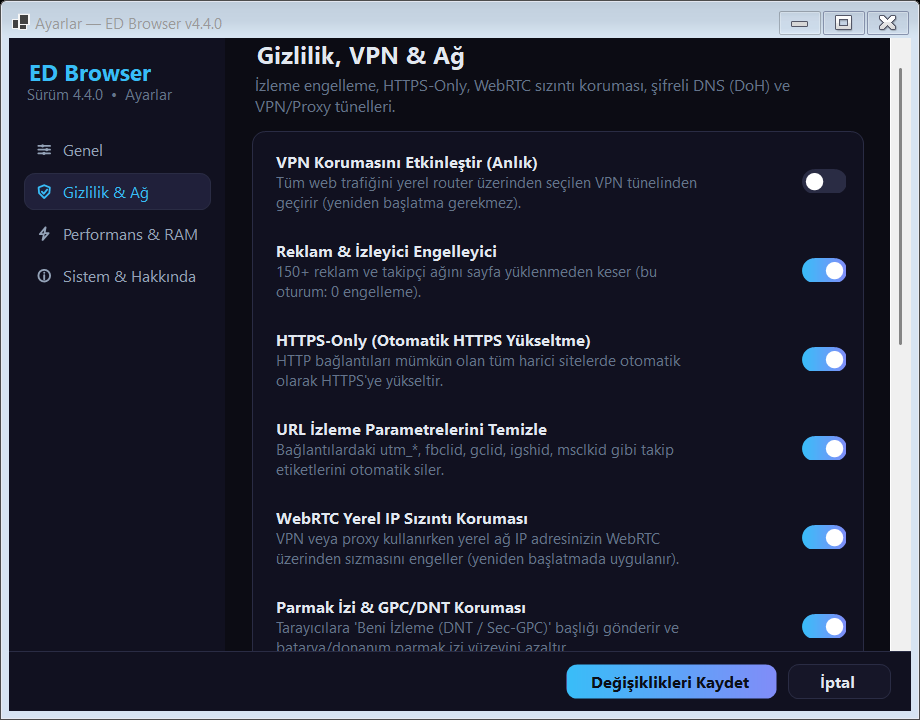 Ayarlar — ED Browser v4.4.0
ED Browser
Sürüm 4.4.0 • Ayarlar
Genel
Gizlilik & Ağ
Performans & RAM
Sistem & Hakkında
Gizlilik, VPN & Ağ
İzleme engelleme, HTTPS-Only, WebRTC sızıntı koruması, şifreli DNS (DoH) ve
VPN/Proxy tünelleri.
VPN Korumasını Etkinleştir (Anlık)
Tüm web trafiğini yerel router üzerinden seçilen VPN tünelinden
geçirir (yeniden başlatma gerekmez).
Reklam & İzleyici Engelleyici
150+ reklam ve takipçi ağını sayfa yüklenmeden keser (bu
oturum: 0 engelleme).
HTTPS-Only (Otomatik HTTPS Yükseltme)
HTTP bağlantıları mümkün olan tüm harici sitelerde otomatik
olarak HTTPS'ye yükseltir.
URL İzleme Parametrelerini Temizle
Bağlantılardaki utm_*, fbclid, gclid, igshid, msclkid gibi takip
etiketlerini otomatik siler.
WebRTC Yerel IP Sızıntı Koruması
VPN veya proxy kullanırken yerel ağ IP adresinizin WebRTC
üzerinden sızmasını engeller (yeniden başlatmada uygulanır).
Parmak İzi & GPC/DNT Koruması
Tarayıcılara 'Beni İzleme (DNT / Sec-GPC)' başlığı gönderir ve
batarya/donanım parmak izi yüzeyini azaltır.
Değişiklikleri Kaydet
İptal